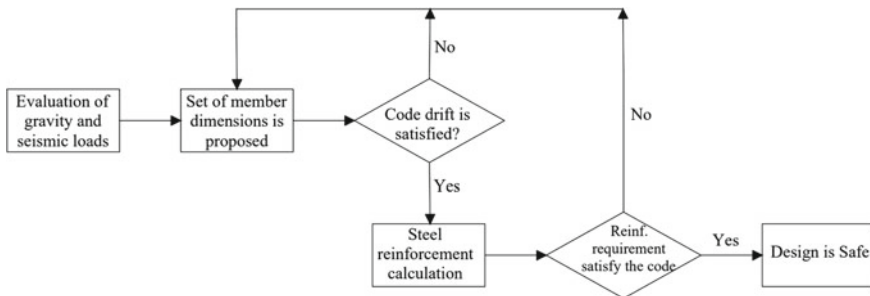 No
Evaluation of
gravity and
seismic loads
Set of member
dimensions is
proposed
Code drift is
satisfied?
No
Yes
Steel
reinforcement
calculation
Reinf.
requirement
satisfy the code
Yes
Design is Safe